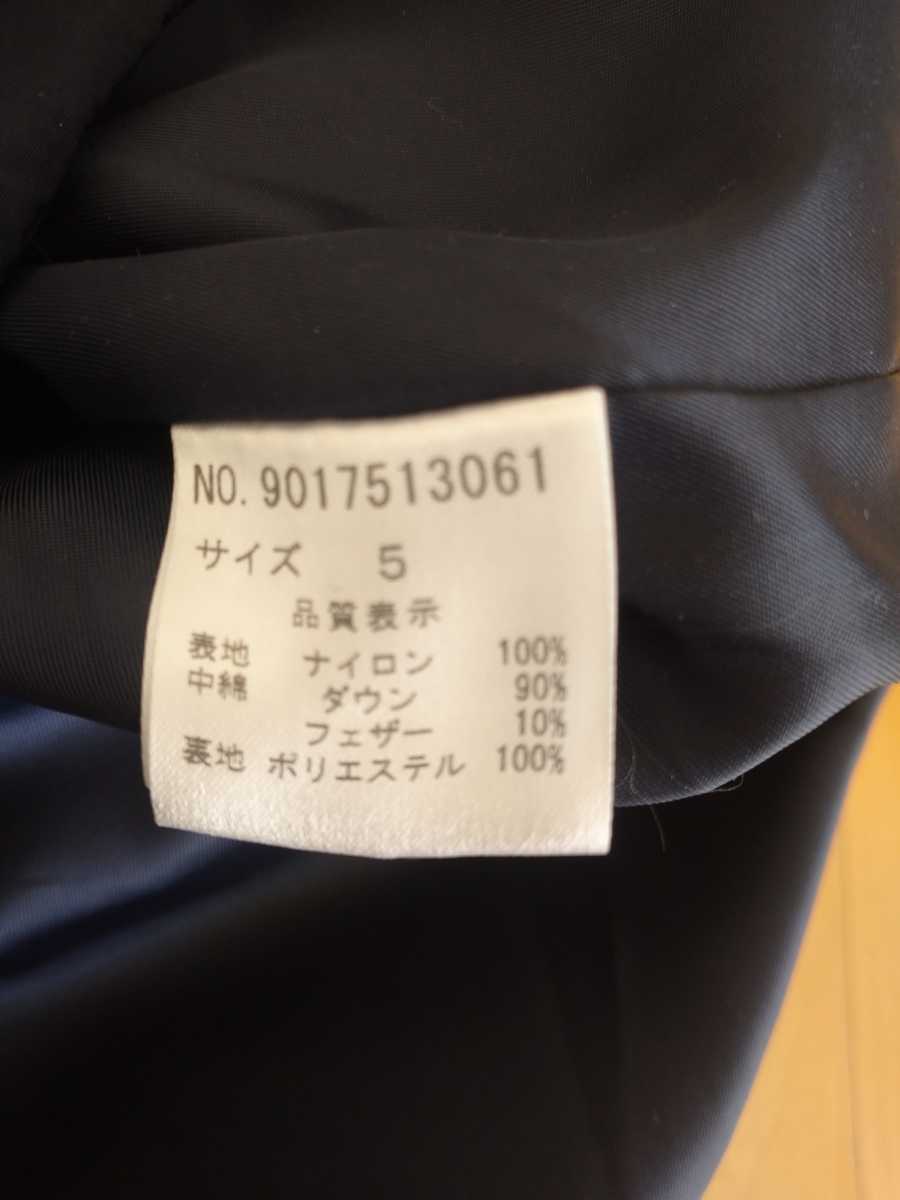 NO. 9017513061
サイズ 5
品質表示
表地 ナイロン 100%
中綿 ダウン 90%
フェザー 10%
裏地 ポリエステル 100%